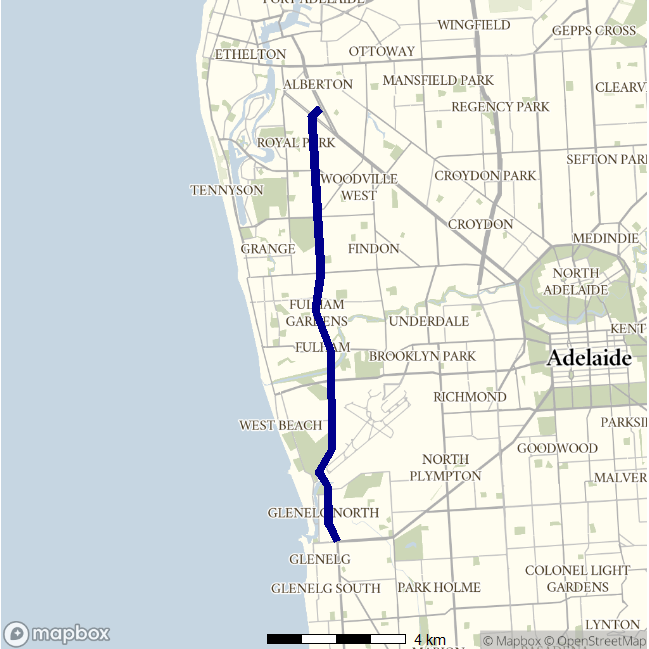 PORT ADELAIDE
WINGFIELD
GEPPS CROSS
ETHELTON
OTTOWAY
ALBERTON
MANSFIELD PARK
CLEARV
REGENCY PARK
ROYAL PARK
SEFTON PARK
WOODVILLE
WEST
CROYDON PARK
TENNYSON
CROYDON
MEDINDIE
GRANGE
FINDON
NORTH
ADELAIDE
FULHAM
GARDENS
UNDERDALE
KENT
FULHAM
BROOKLYN PARK
Adelaide
RICHMOND
WEST BEACH
PARKSI
GOODWOOD
NORTH
PLYMPTON
MALVER
GLENELG NORTH
GLENELG
COLONEL LIGHT
GARDENS
GLENELG SOUTH
PARK HOLME
LYNTON
mapbox
4 km
© Mapbox © OpenStreetMap
MARION